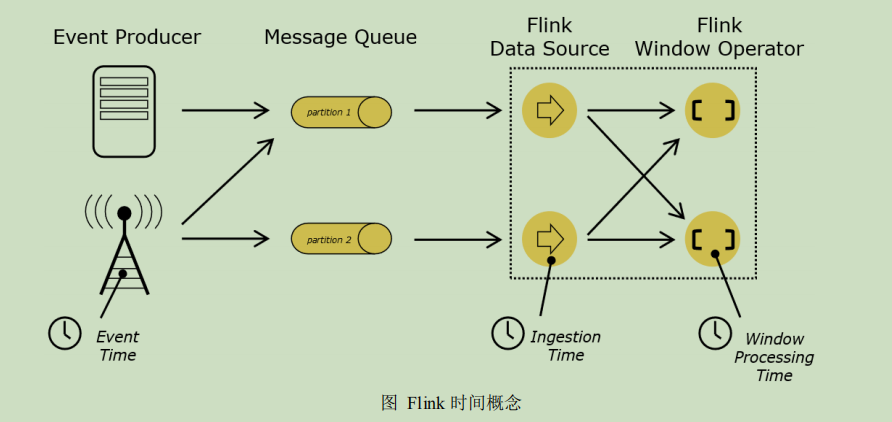 Event Producer
Message Queue
Flink
Data Source
Flink
Window Operator
partition 1
partition 2
Event
Time
Ingestion
Time
Window
Processing
Time
图 Flink 时间概念